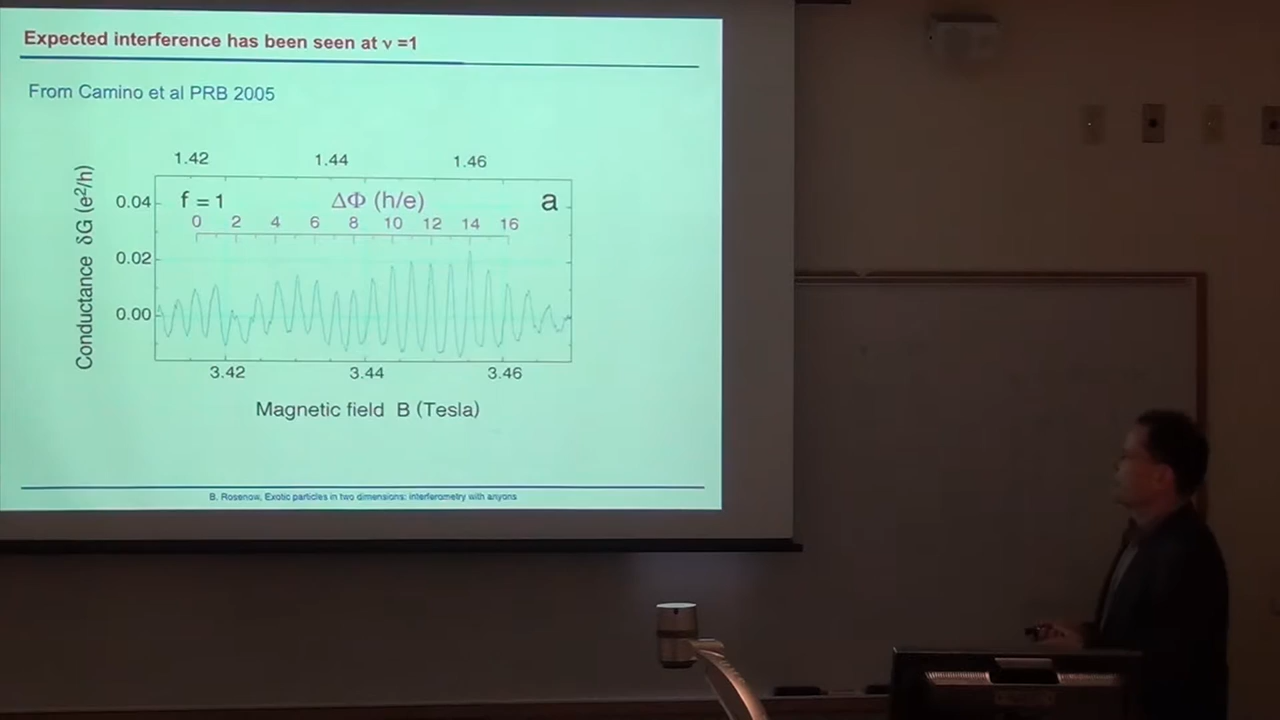 Expected interference has been seen at ν =1
From Camino et al PRB 2005
1.42 1.44 1.46
f = 1 ΔΦ (h/e) a
0 2 4 6 8 10 12 14 16
0.04
0.02
0.00
Conductance δG (e²/h)
3.42 3.44 3.46
Magnetic field B (Tesla)
B. Rosenow, Exotic particles in two dimensions: interferometry with anyons